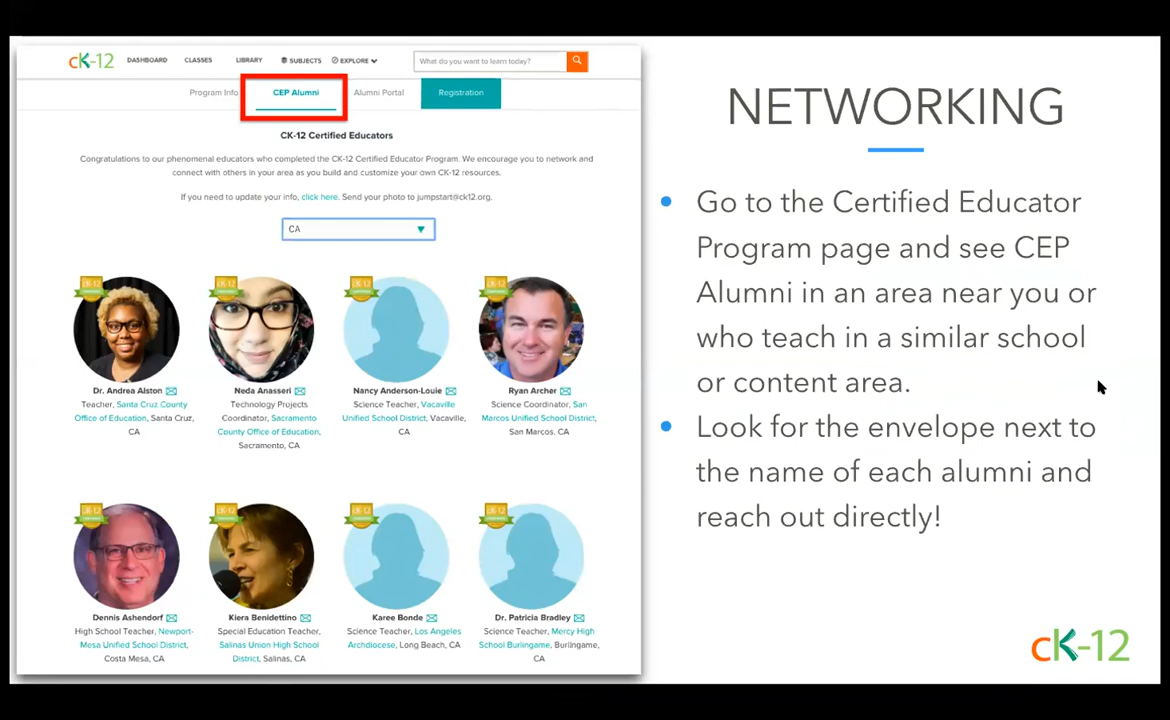 cK-12 DASHBOARD CLASSES LIBRARY SUBJECTS EXPLORE What do you want to learn today?
Program Info CEP Alumni Alumni Portal Registration
CK-12 Certified Educators
Congratulations to our phenomenal educators who completed the CK-12 Certified Educator Program. We encourage you to network and
connect with others in your area as you build and customize your own CK-12 resources.
If you need to update your info, click here. Send your photo to jumpstart@ck12.org.
CA
Dr. Andrea Alston
Teacher, Santa Cruz County
Office of Education, Santa Cruz,
CA
Neda Anasseri
Technology Projects
Coordinator, Sacramento
County Office of Education,
Sacramento, CA
Nancy Anderson-Louie
Science Teacher, Vacaville
Unified School District, Vacaville,
CA
Ryan Archer
Science Coordinator, San
Marcos Unified School District,
San Marcos, CA
Dennis Ashendorf
High School Teacher, Newport-
Mesa Unified School District,
Costa Mesa, CA
Kiera Benidettino
Special Education Teacher,
Salinas Union High School
District, Salinas, CA
Karee Bonde
Science Teacher, Los Angeles
Archdiocese, Long Beach, CA
Dr. Patricia Bradley
Science Teacher, Mercy High
School Burlingame, Burlingame,
CA
NETWORKING
• Go to the Certified Educator
Program page and see CEP
Alumni in an area near you or
who teach in a similar school
or content area.
• Look for the envelope next to
the name of each alumni and
reach out directly!
cK-12